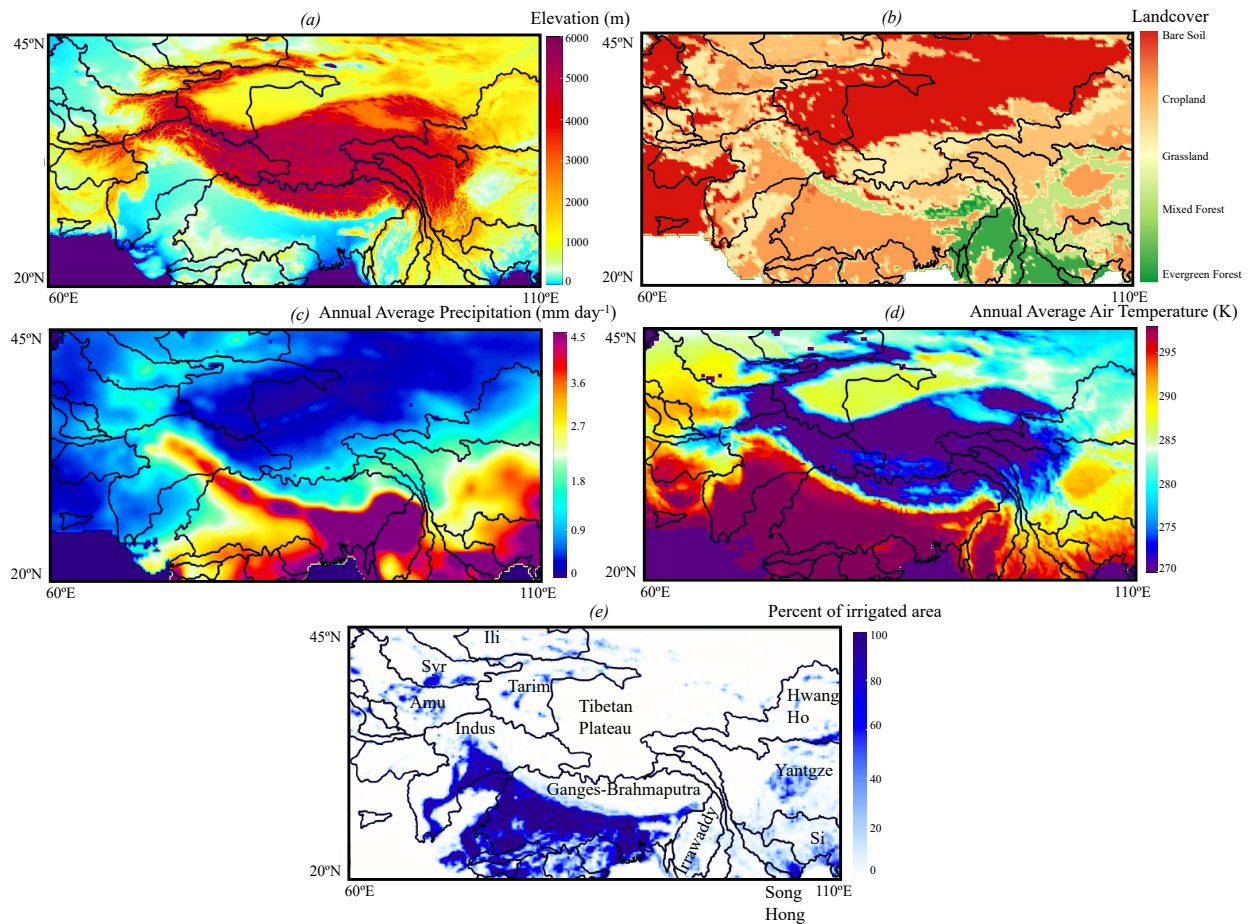 (a)
Elevation (m)
45ºN
20ºN
60ºE
110ºE
6000
5000
4000
3000
2000
1000
0
(b)
Landcover
45ºN
20ºN
60ºE
110ºE
Bare Soil
Cropland
Grassland
Mixed Forest
Evergreen Forest
(c)
Annual Average Precipitation (mm day-1)
45ºN
20ºN
60ºE
110ºE
4.5
3.6
2.7
1.8
0.9
0
(d)
Annual Average Air Temperature (K)
45ºN
20ºN
60ºE
110ºE
295
290
285
280
275
270
(e)
Percent of irrigated area
45ºN
20ºN
60ºE
110ºE
Ili
Syr
Tarim
Amu
Tibetan
Plateau
Hwang
Ho
Indus
Yantgze
Ganges-Brahmaputra
Irrawaddy
Si
Song
Hong
100
80
60
40
20
0